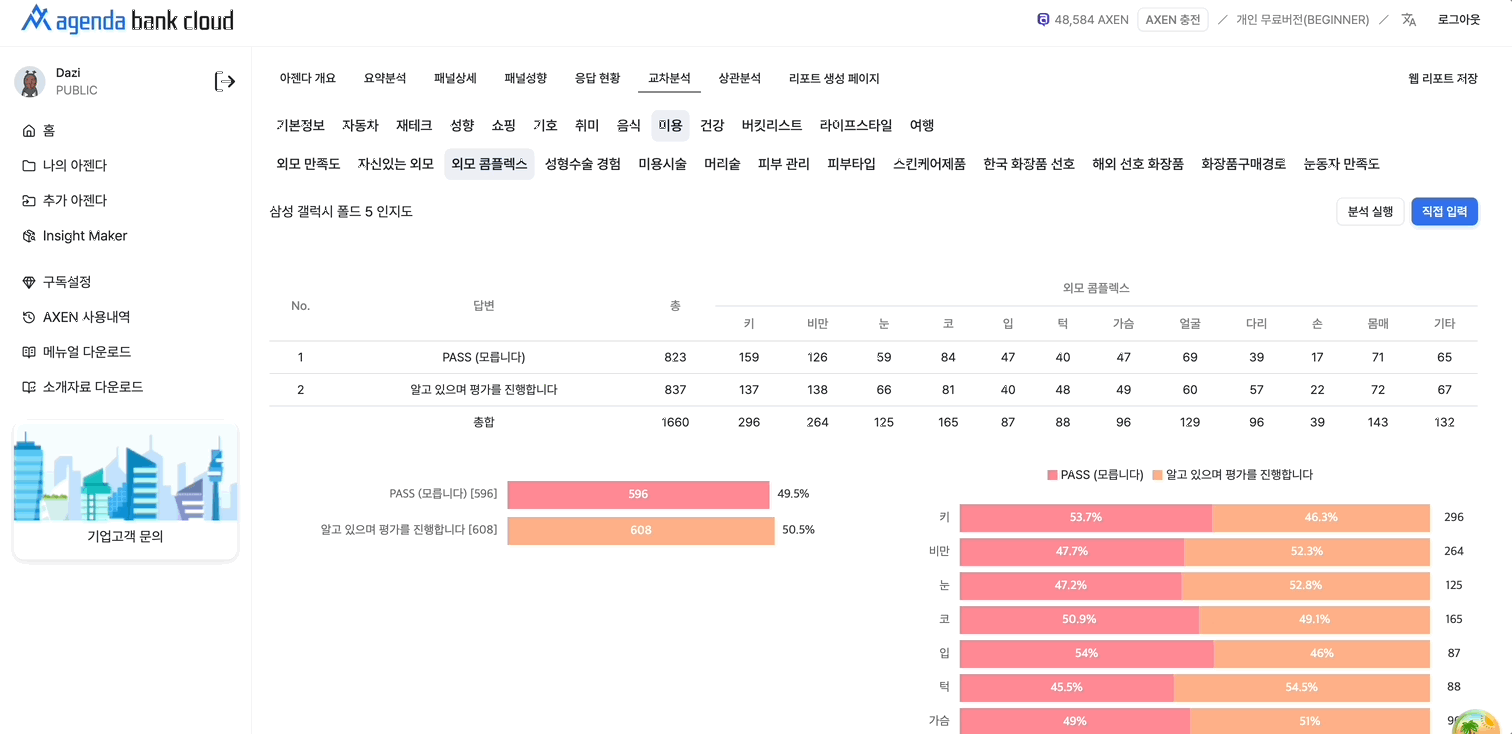 agenda bank cloud
48,584 AXEN AXEN 충전 / 개인 무료버전(BEGINNER) / 로그아웃
Dazi
PUBLIC
홈
나의 아젠다
추가 아젠다
Insight Maker
구독설정
AXEN 사용내역
메뉴얼 다운로드
소개자료 다운로드
기업고객 문의
아젠다 개요 요약분석 패널상세 패널성향 응답 현황 교차분석 상관분석 리포트 생성 페이지 웹 리포트 저장
기본정보 자동차 재테크 성향 쇼핑 기호 취미 음식 미용 건강 버킷리스트 라이프스타일 여행
외모 만족도 자신있는 외모 외모 콤플렉스 성형수술 경험 미용시술 머리숱 피부 관리 피부타입 스킨케어제품 한국 화장품 선호 해외 선호 화장품 화장품구매경로 눈동자 만족도
삼성 갤럭시 폴드 5 인지도 분석 실행 직접 입력
외모 콤플렉스
No. 답변 총
키 비만 눈 코 입 턱 가슴 얼굴 다리 손 몸매 기타
1 PASS (모릅니다) 823 159 126 59 84 47 40 47 69 39 17 71 65
2 알고 있으며 평가를 진행합니다 837 137 138 66 81 40 48 49 60 57 22 72 67
총합 1660 296 264 125 165 87 88 96 129 96 39 143 132
PASS (모릅니다) [596] 596 49.5%
알고 있으며 평가를 진행합니다 [608] 608 50.5%
PASS (모릅니다) 알고 있으며 평가를 진행합니다
키 53.7% 46.3% 296
비만 47.7% 52.3% 264
눈 47.2% 52.8% 125
코 50.9% 49.1% 165
입 54% 46% 87
턱 45.5% 54.5% 88
가슴 49% 51%